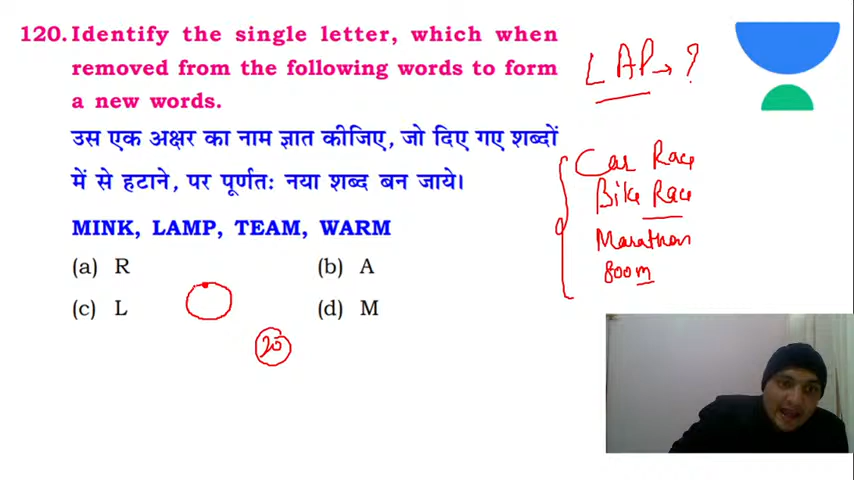 120. Identify the single letter, which when
removed from the following words to form
a new words.
उस एक अक्षर का नाम ज्ञात कीजिए, जो दिए गए शब्दों
में से हटाने, पर पूर्णतः नया शब्द बन जाये।
MINK, LAMP, TEAM, WARM
(a) R (b) A
(c) L (d) M
20
LAP → ?
Car Race
Bike Race
Marathon
800m